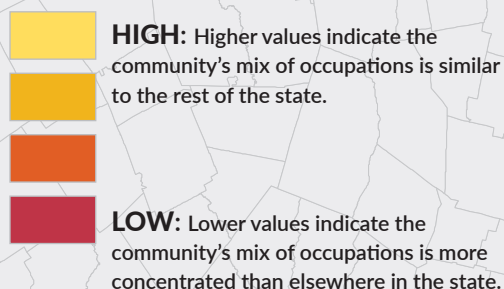 HIGH: Higher values indicate the
community’s mix of occupations is similar
to the rest of the state.
LOW: Lower values indicate the
community’s mix of occupations is more
concentrated than elsewhere in the state.